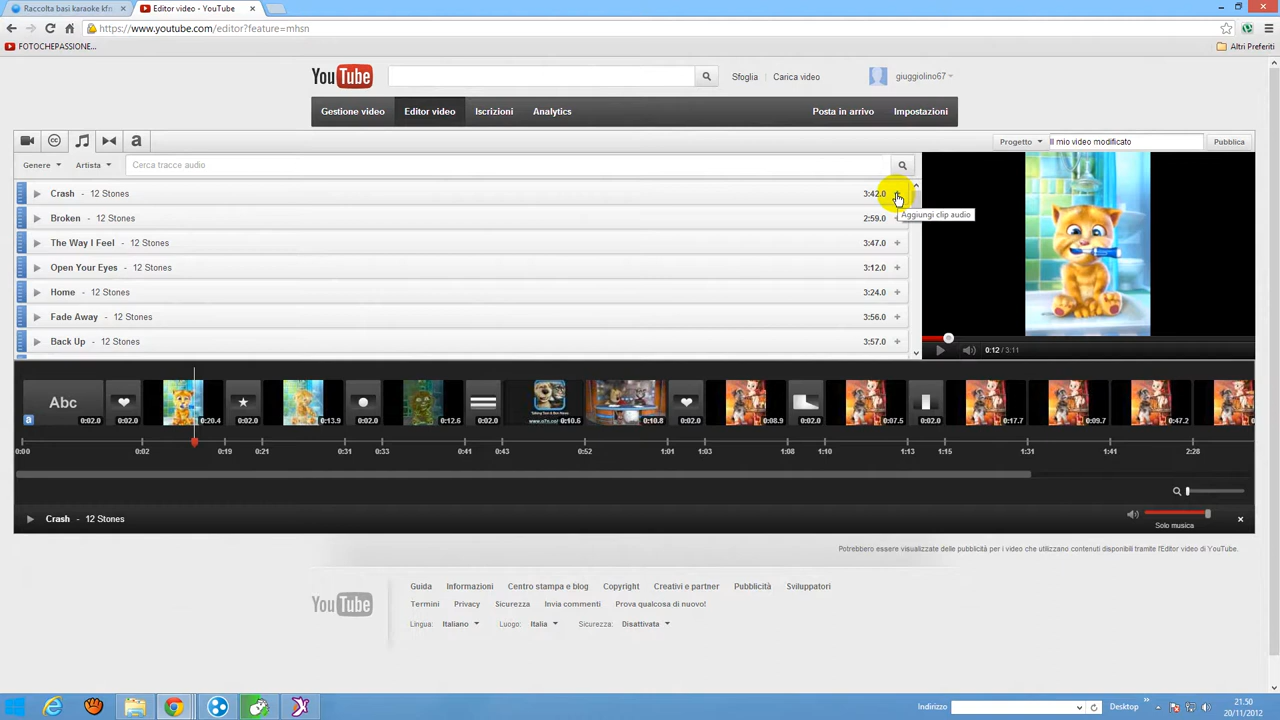 Raccolta basi karaoke kfn
Editor video - YouTube
https://www.youtube.com/editor?feature=mhsn
FOTOCHEPASSIONE...
Altri Preferiti
YouTube
Sfoglia
Carica video
giuggiolino67
Gestione video
Editor video
Iscrizioni
Analytics
Posta in arrivo
Impostazioni
a
Progetto
Il mio video modificato
Pubblica
Genere
Artista
Cerca tracce audio
Crash - 12 Stones 3:42.0
Aggiungi clip audio
Broken - 12 Stones 2:59.0
The Way I Feel - 12 Stones 3:47.0
Open Your Eyes - 12 Stones 3:12.0
Home - 12 Stones 3:24.0
Fade Away - 12 Stones 3:56.0
Back Up - 12 Stones 3:57.0
0:12 / 3:11
Abc
a
0:02.0 0:02.0 0:20.4 0:02.0 0:13.9 0:02.0 0:12.6 0:02.0 0:10.6 0:10.8 0:02.0 0:08.9 0:02.0 0:07.5 0:02.0 0:17.7 0:09.7 0:47.2
0:00 0:02 0:19 0:21 0:31 0:33 0:41 0:43 0:52 1:01 1:03 1:08 1:10 1:13 1:15 1:31 1:41 2:28
Crash - 12 Stones
Solo musica
Potrebbero essere visualizzate delle pubblicità per i video che utilizzano contenuti disponibili tramite l'Editor video di YouTube.
YouTube
Guida Informazioni Centro stampa e blog Copyright Creativi e partner Pubblicità Sviluppatori
Termini Privacy Sicurezza Invia commenti Prova qualcosa di nuovo!
Lingua: Italiano Luogo: Italia Sicurezza: Disattivata
Indirizzo
Desktop
21.50
20/11/2012